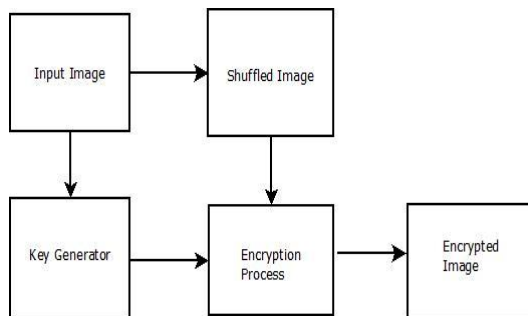 Input Image
Shuffled Image
Key Generator
Encryption
Process
Encrypted
Image